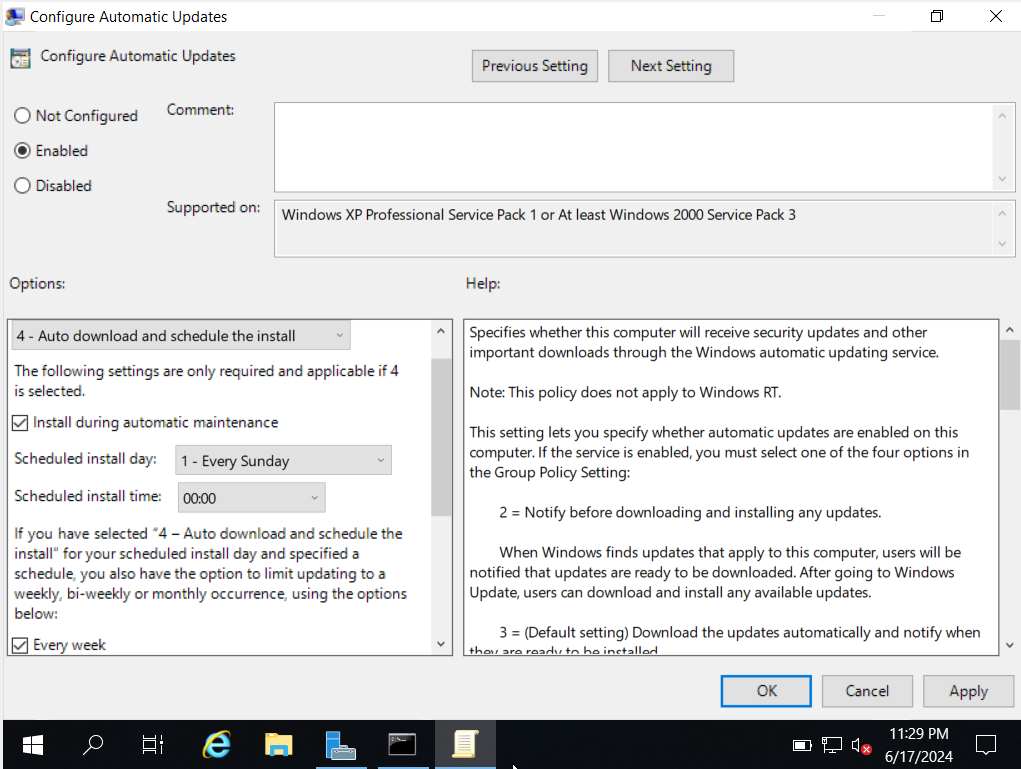 Configure Automatic Updates
Configure Automatic Updates
Previous Setting
Next Setting
Not Configured
Enabled
Disabled
Comment:
Supported on:
Windows XP Professional Service Pack 1 or At least Windows 2000 Service Pack 3
Options:
Help:
4 - Auto download and schedule the install
The following settings are only required and applicable if 4
is selected.
Install during automatic maintenance
Scheduled install day:
1 - Every Sunday
Scheduled install time:
00:00
If you have selected “4 – Auto download and schedule the
install” for your scheduled install day and specified a
schedule, you also have the option to limit updating to a
weekly, bi-weekly or monthly occurrence, using the options
below:
Every week
Specifies whether this computer will receive security updates and other
important downloads through the Windows automatic updating service.
Note: This policy does not apply to Windows RT.
This setting lets you specify whether automatic updates are enabled on this
computer. If the service is enabled, you must select one of the four options in
the Group Policy Setting:
2 = Notify before downloading and installing any updates.
When Windows finds updates that apply to this computer, users will be
notified that updates are ready to be downloaded. After going to Windows
Update, users can download and install any available updates.
3 = (Default setting) Download the updates automatically and notify when
they are ready to be installed
OK
Cancel
Apply
11:29 PM
6/17/2024